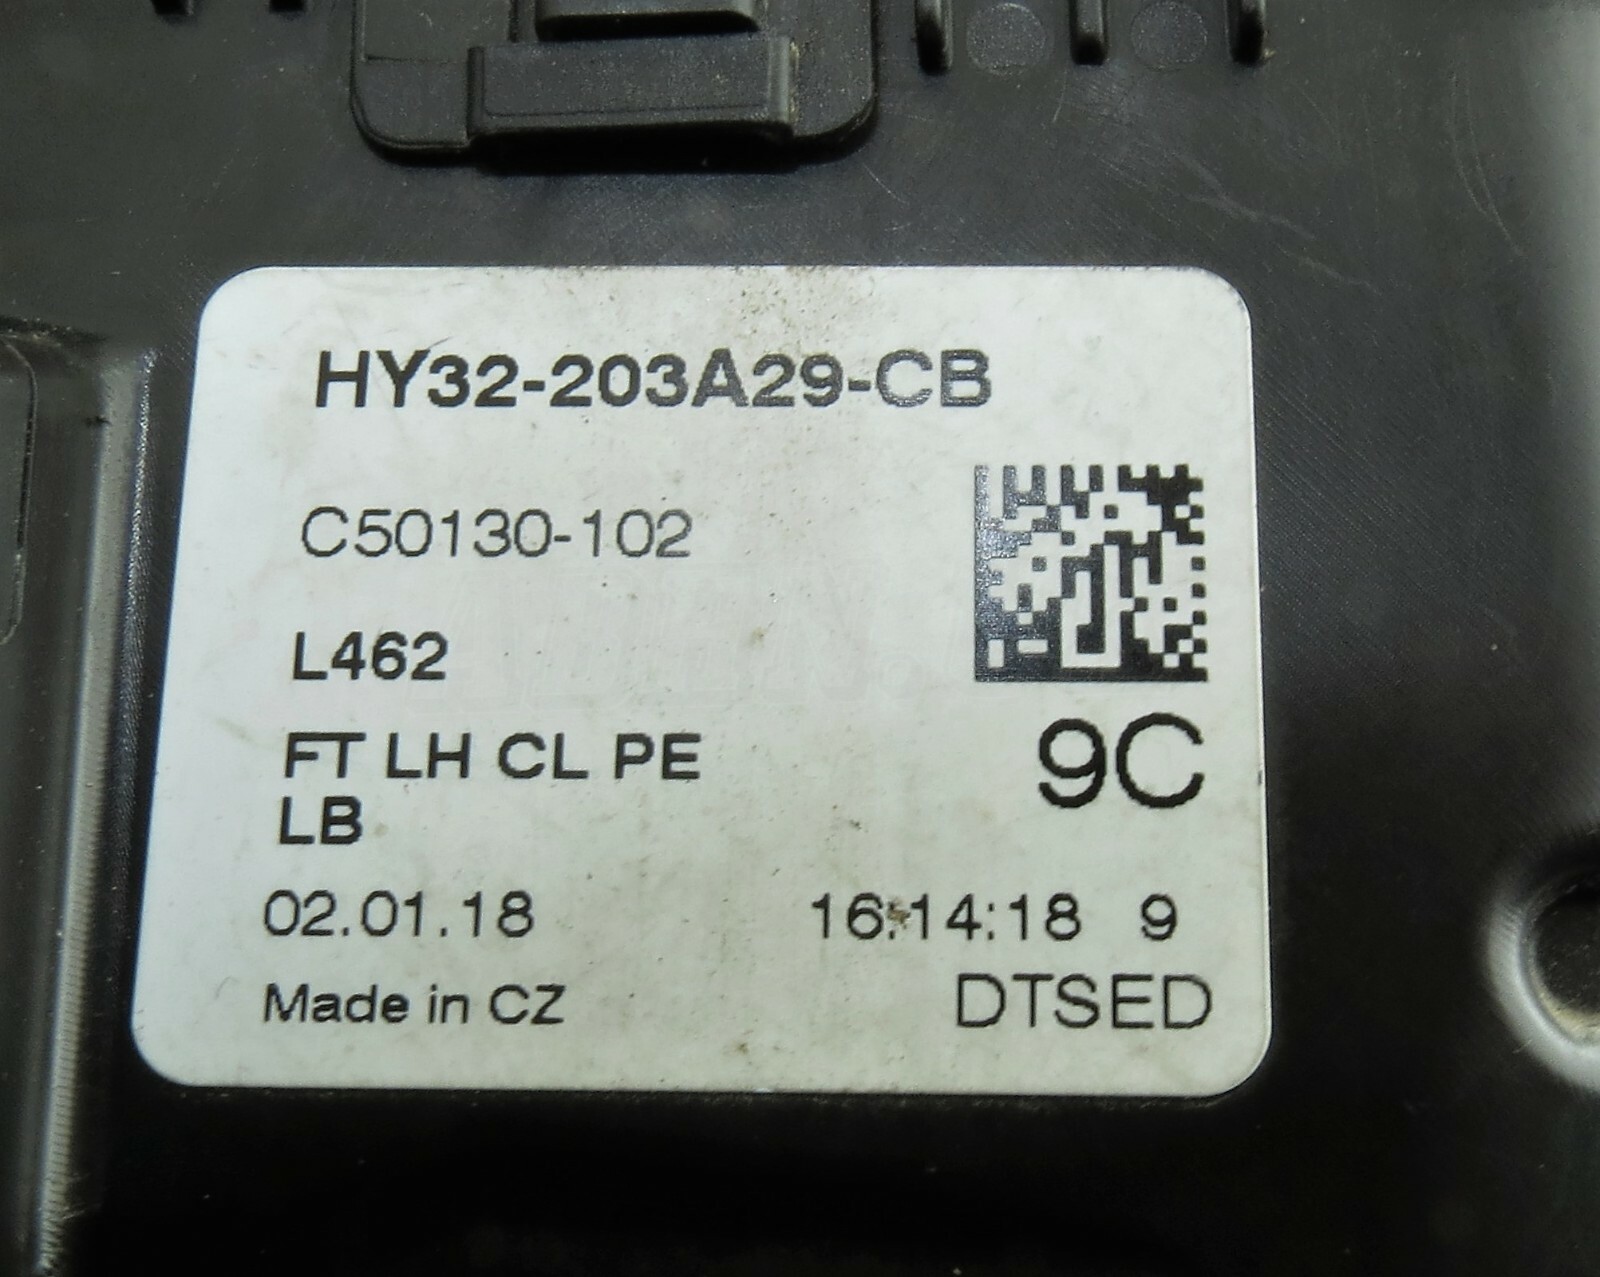 HY32-203A29-CB
C50130-102
L462
FT LH CL PE
LB
9C
02.01.18 16:14:18 9
Made in CZ DTSED